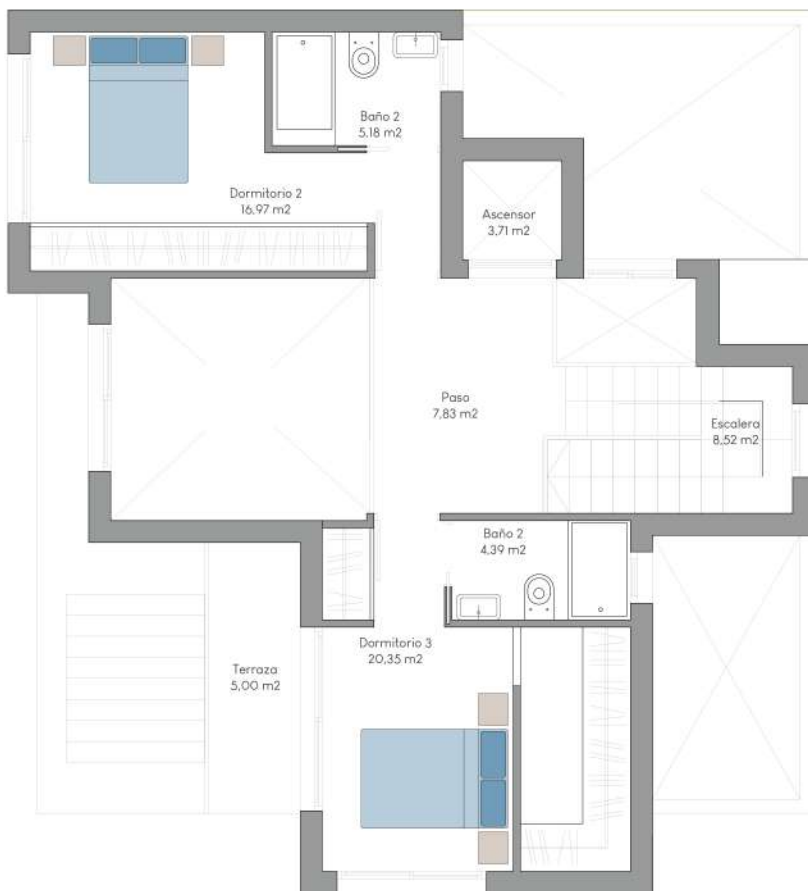 Baño 2
5,18 m2
Dormitorio 2
16,97 m2
Ascensor
3,71 m2
Paso
7,83 m2
Escalera
8,52 m2
Baño 2
4,39 m2
Dormitorio 3
20,35 m2
Terraza
5,00 m2